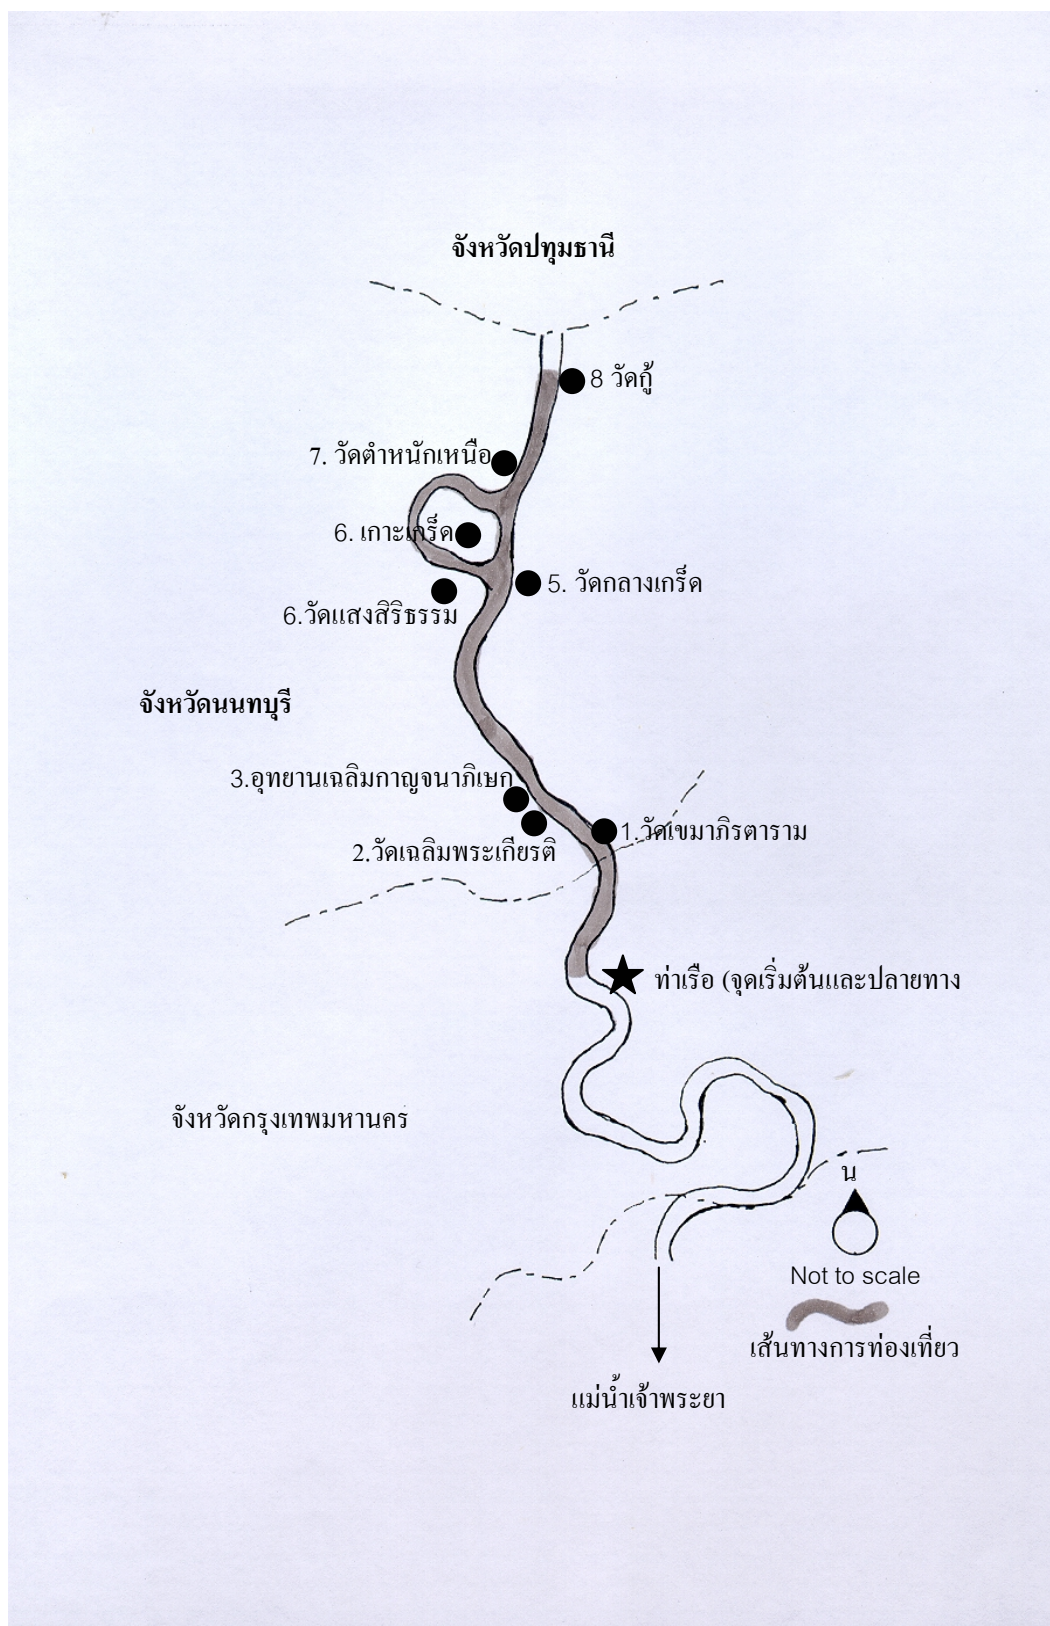 จังหวัดปทุมธานี
8 วัดกู้
7. วัดตำหนักเหนือ
6. เกาะเกร็ด
5. วัดกลางเกร็ด
6.วัดแสงสิริธรรม
จังหวัดนนทบุรี
3.อุทยานเฉลิมกาญจนาภิเษก
1.วัดเขมาภิรตาราม
2.วัดเฉลิมพระเกียรติ
ท่าเรือ (จุดเริ่มต้นและปลายทาง
จังหวัดกรุงเทพมหานคร
น
Not to scale
เส้นทางการท่องเที่ยว
แม่น้ำเจ้าพระยา